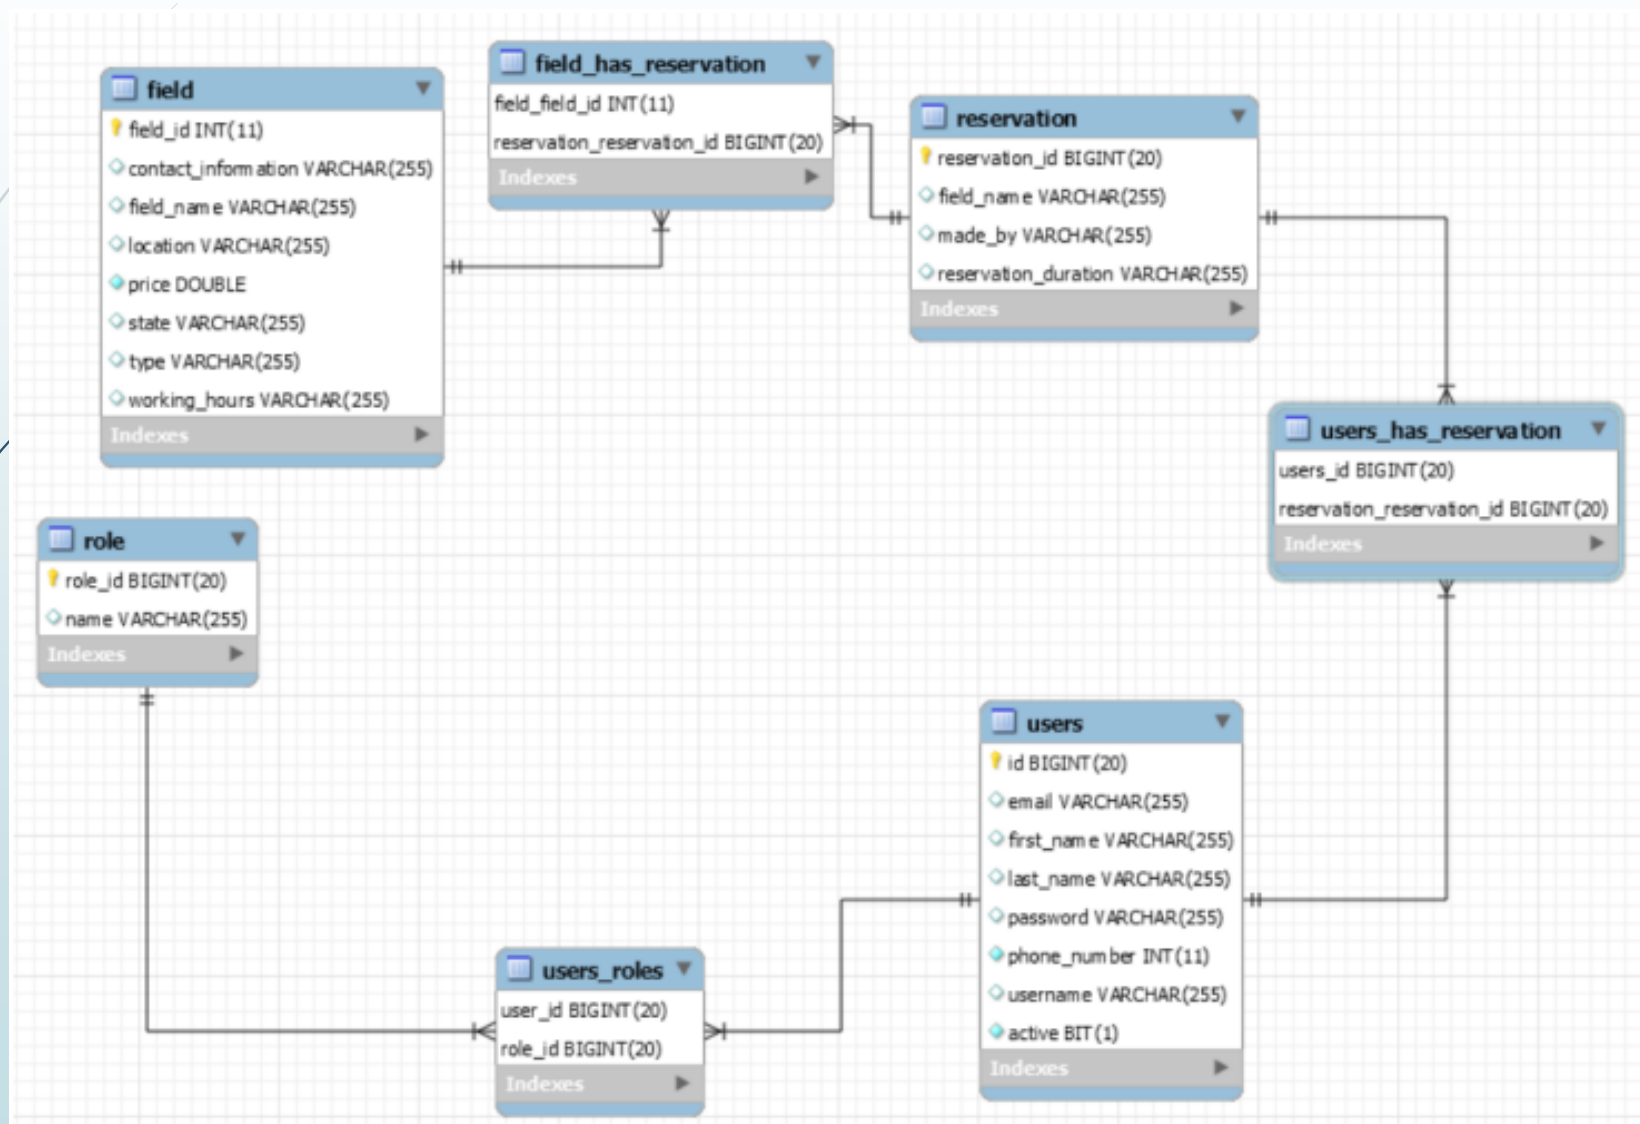 field
field_id INT(11)
contact_information VARCHAR(255)
field_name VARCHAR(255)
location VARCHAR(255)
price DOUBLE
state VARCHAR(255)
type VARCHAR(255)
working_hours VARCHAR(255)
Indexes
field_has_reservation
field_field_id INT(11)
reservation_reservation_id BIGINT(20)
Indexes
reservation
reservation_id BIGINT(20)
field_name VARCHAR(255)
made_by VARCHAR(255)
reservation_duration VARCHAR(255)
Indexes
users_has_reservation
users_id BIGINT(20)
reservation_reservation_id BIGINT(20)
Indexes
role
role_id BIGINT(20)
name VARCHAR(255)
Indexes
users
id BIGINT(20)
email VARCHAR(255)
first_name VARCHAR(255)
last_name VARCHAR(255)
password VARCHAR(255)
phone_number INT(11)
username VARCHAR(255)
active BIT(1)
Indexes
users_roles
user_id BIGINT(20)
role_id BIGINT(20)
Indexes